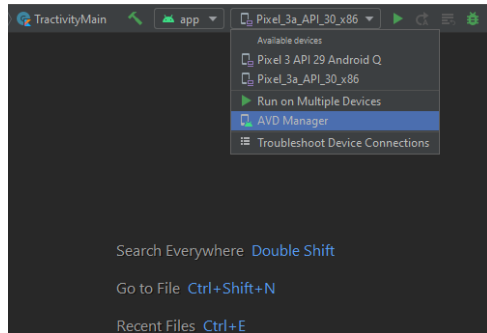 TractivityMain app Pixel_3a_API_30_x86
Available devices
Pixel 3 API 29 Android Q
Pixel_3a_API_30_x86
Run on Multiple Devices
AVD Manager
Troubleshoot Device Connections
Search Everywhere Double Shift
Go to File Ctrl+Shift+N
Recent Files Ctrl+E